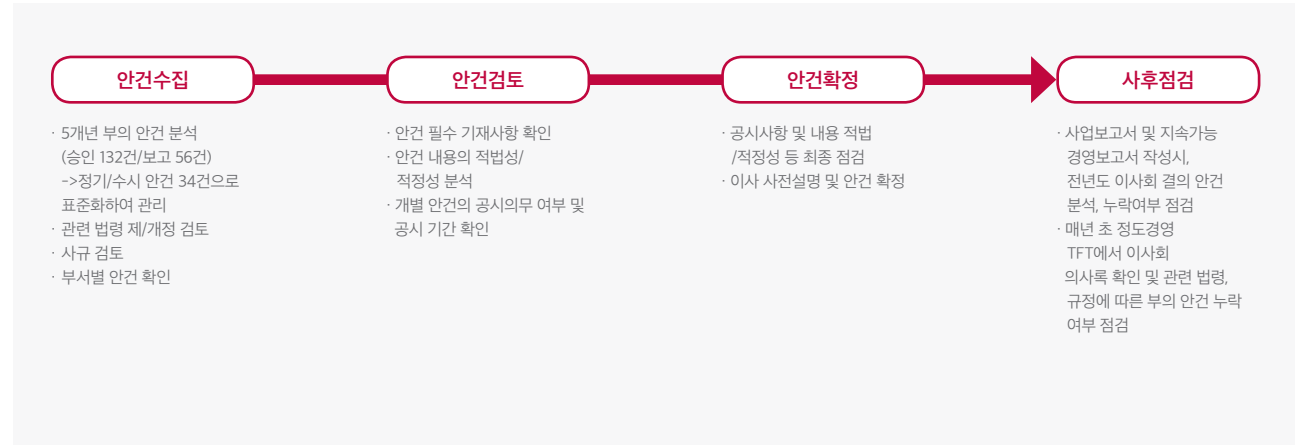 안건수집
· 5개년 부의 안건 분석
(승인 132건/보고 56건)
->정기/수시 안건 34건으로
표준화하여 관리
· 관련 법령 제/개정 검토
· 사규 검토
· 부서별 안건 확인
안건검토
· 안건 필수 기재사항 확인
· 안건 내용의 적법성/
적정성 분석
· 개별 안건의 공시의무 여부 및
공시 기간 확인
안건확정
· 공시사항 및 내용 적법
/적정성 등 최종 점검
· 이사 사전설명 및 안건 확정
사후점검
· 사업보고서 및 지속가능
경영보고서 작성시,
전년도 이사회 결의 안건
분석, 누락여부 점검
· 매년 초 정도경영
TFT에서 이사회
의사록 확인 및 관련 법령,
규정에 따른 부의 안건 누락
여부 점검